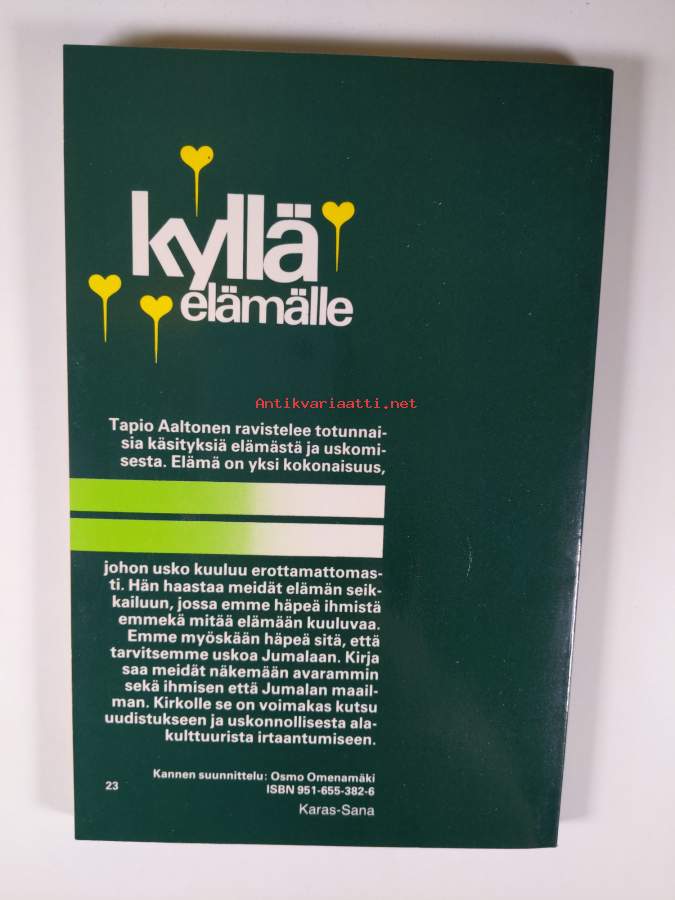 kyllä
elämälle
Antikvariaatti.net
Tapio Aaltonen ravistelee totunnai-
sia käsityksiä elämästä ja uskomi-
sesta. Elämä on yksi kokonaisuus,
johon usko kuuluu erottamattomas-
ti. Hän haastaa meidät elämän seik-
kailuun, jossa emme häpeä ihmistä
emmekä mitää elämään kuuluvaa.
Emme myöskään häpeä sitä, että
tarvitsemme uskoa Jumalaan. Kirja
saa meidät näkemään avarammin
sekä ihmisen että Jumalan maail-
man. Kirkolle se on voimakas kutsu
uudistukseen ja uskonnollisesta ala-
kulttuurista irtaantumiseen.
Kannen suunnittelu: Osmo Omenamäki
23 ISBN 951-655-382-6
Karas-Sana